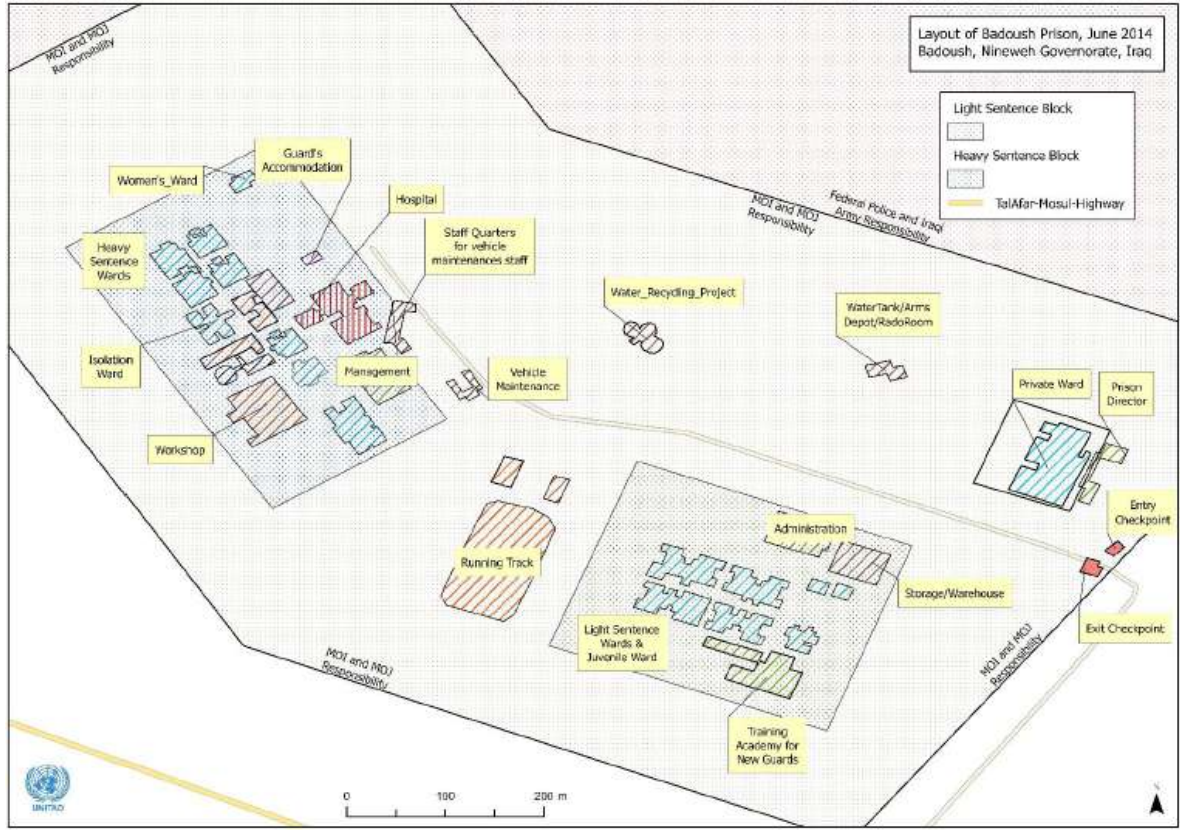 Layout of Badoush Prison, June 2014
Badoush, Nineweh Governorate, Iraq
Light Sentence Block
Heavy Sentence Block
TalAfar-Mosul-Highway
MOI and MOJ
Responsibility
Women's_Ward
Guard's
Accommodation
Hospital
Staff Quarters
for vehicle
maintenances staff
Heavy
Sentence
Wards
Isolation
Ward
Management
Vehicle
Maintenance
Workshop
Water_Recycling_Project
MOI and MOJ
Responsibility
Federal Police and Iraqi
Army Responsibility
WaterTank/Arms
Depot/RadoRoom
Private Ward
Prison
Director
Entry
Checkpoint
Exit Checkpoint
MOI and MOJ
Responsibility
Running Track
Administration
Storage/Warehouse
Light Sentence
Wards &
Juvenile Ward
Training
Academy for
New Guards
MOI and MOJ
Responsibility
UNITAD
0 100 200 m
N